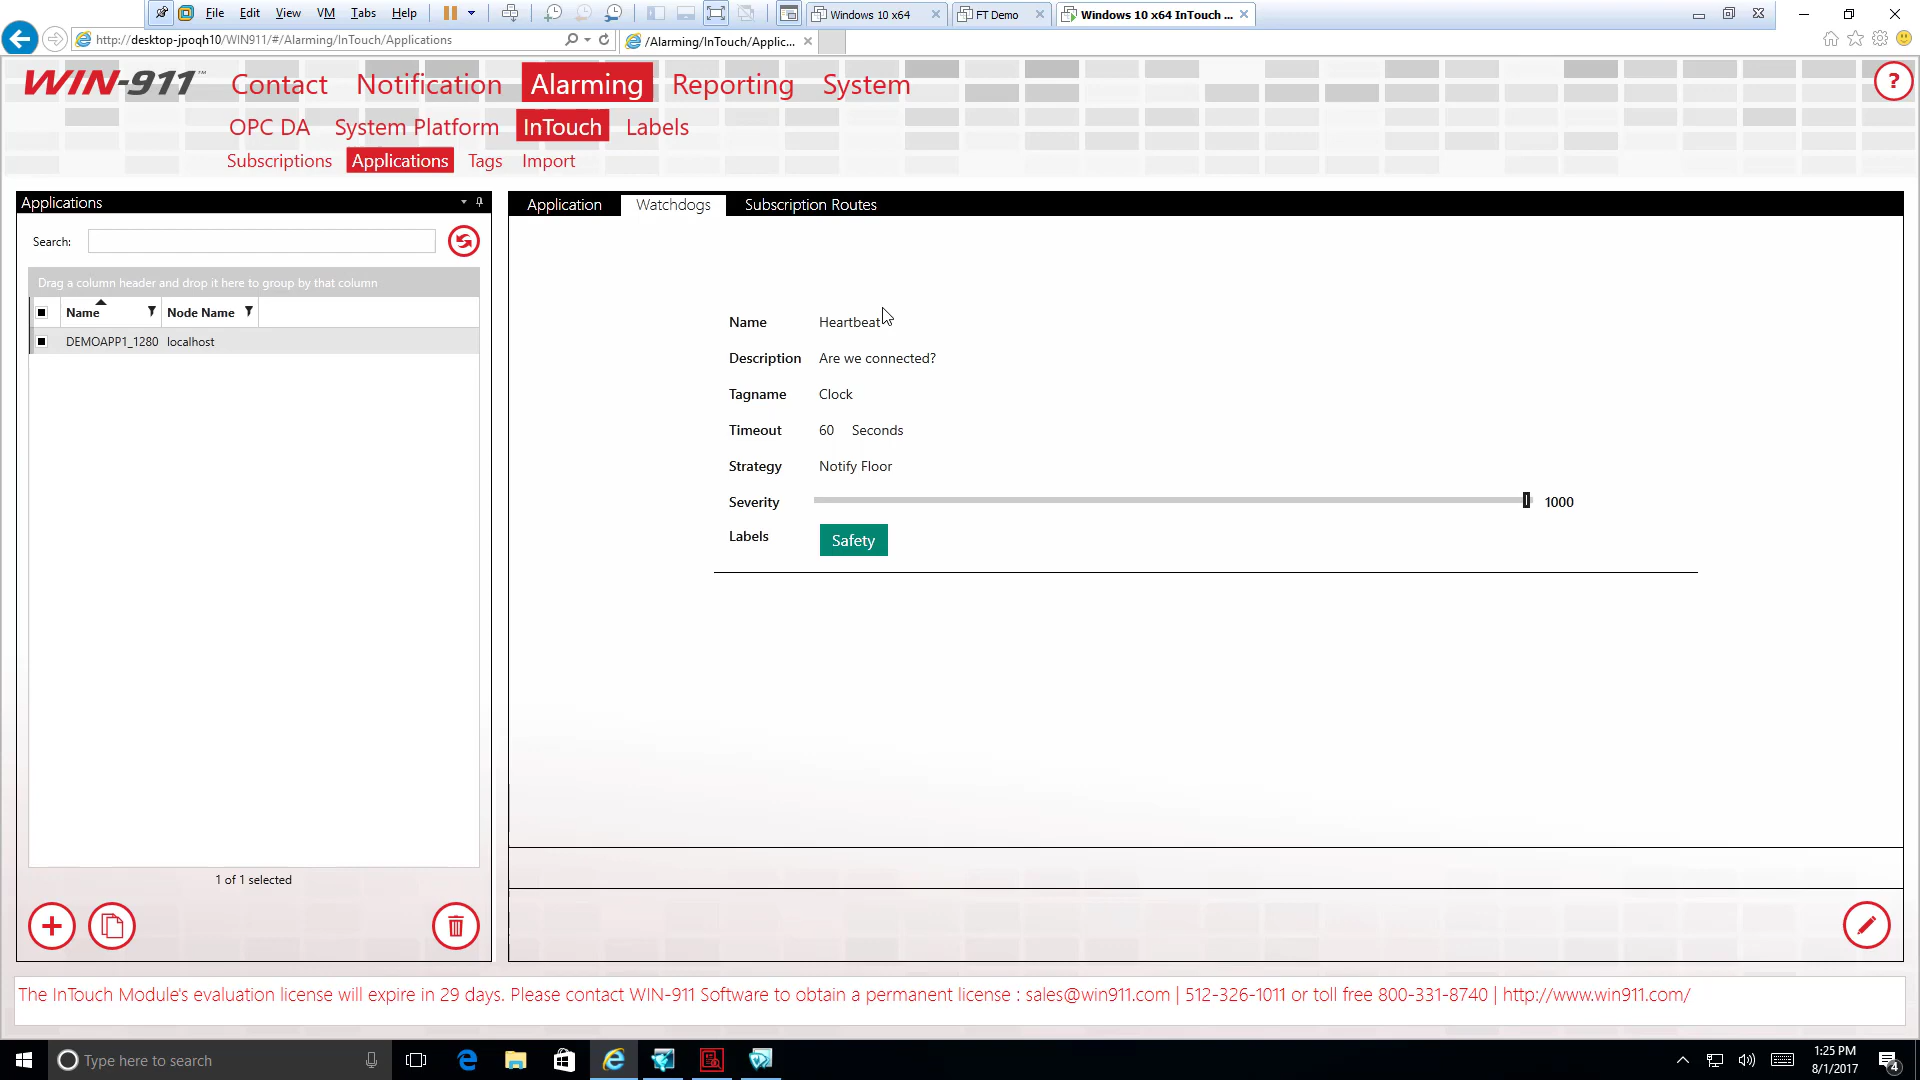 File Edit View VM Tabs Help
Windows 10 x64
FT Demo
Windows 10 x64 InTouch ...
http://desktop-jpoqh10/WIN911/#/Alarming/InTouch/Applications
/Alarming/InTouch/Applic...
WIN-911™
Contact Notification Alarming Reporting System
?
OPC DA System Platform InTouch Labels
Subscriptions Applications Tags Import
Applications
Application Watchdogs Subscription Routes
Search:
Drag a column header and drop it here to group by that column
Name Node Name
DEMOAPP1_1280 localhost
Name Heartbeat
Description Are we connected?
Tagname Clock
Timeout 60 Seconds
Strategy Notify Floor
Severity 1000
Labels Safety
1 of 1 selected
The InTouch Module's evaluation license will expire in 29 days. Please contact WIN-911 Software to obtain a permanent license : sales@win911.com | 512-326-1011 or toll free 800-331-8740 | http://www.win911.com/
Type here to search
1:25 PM
8/1/2017
4